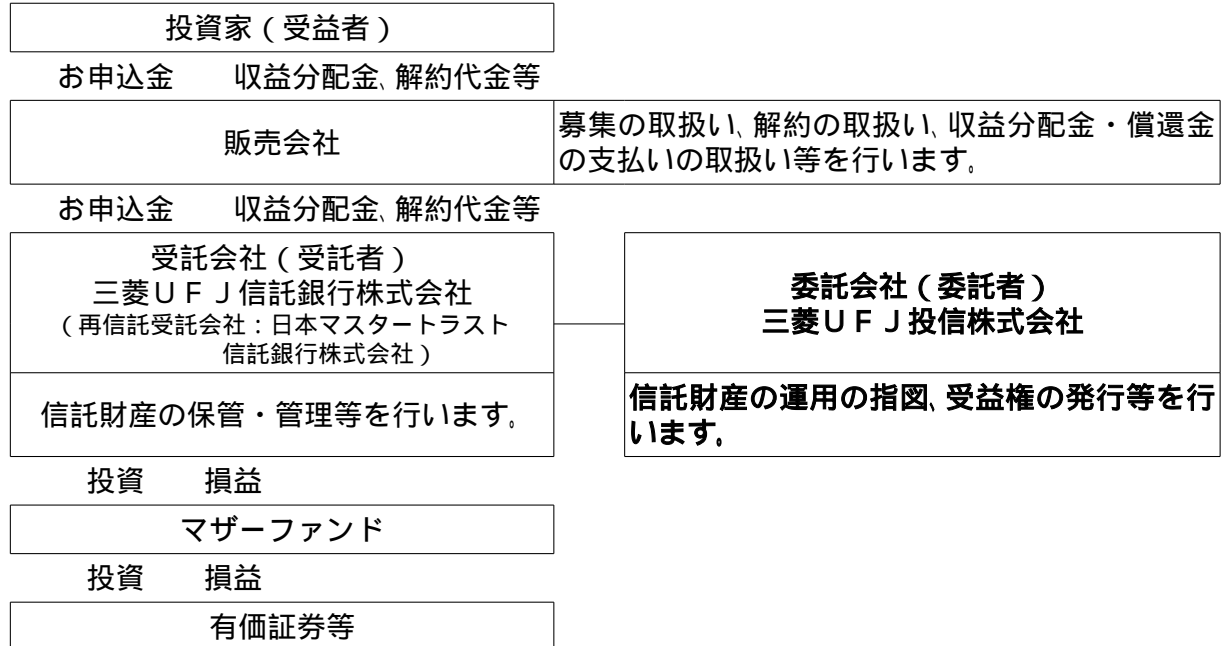 投資家（受益者）
お申込金　　収益分配金、解約代金等
販売会社
募集の取扱い、解約の取扱い、収益分配金・償還金
の支払いの取扱い等を行います。
お申込金　　収益分配金、解約代金等
受託会社（受託者）
三菱ＵＦＪ信託銀行株式会社
（再信託受託会社：日本マスタートラスト
信託銀行株式会社）
委託会社（委託者）
三菱ＵＦＪ投信株式会社
信託財産の保管・管理等を行います。
信託財産の運用の指図、受益権の発行等を行
います。
投資　　損益
マザーファンド
投資　　損益
有価証券等